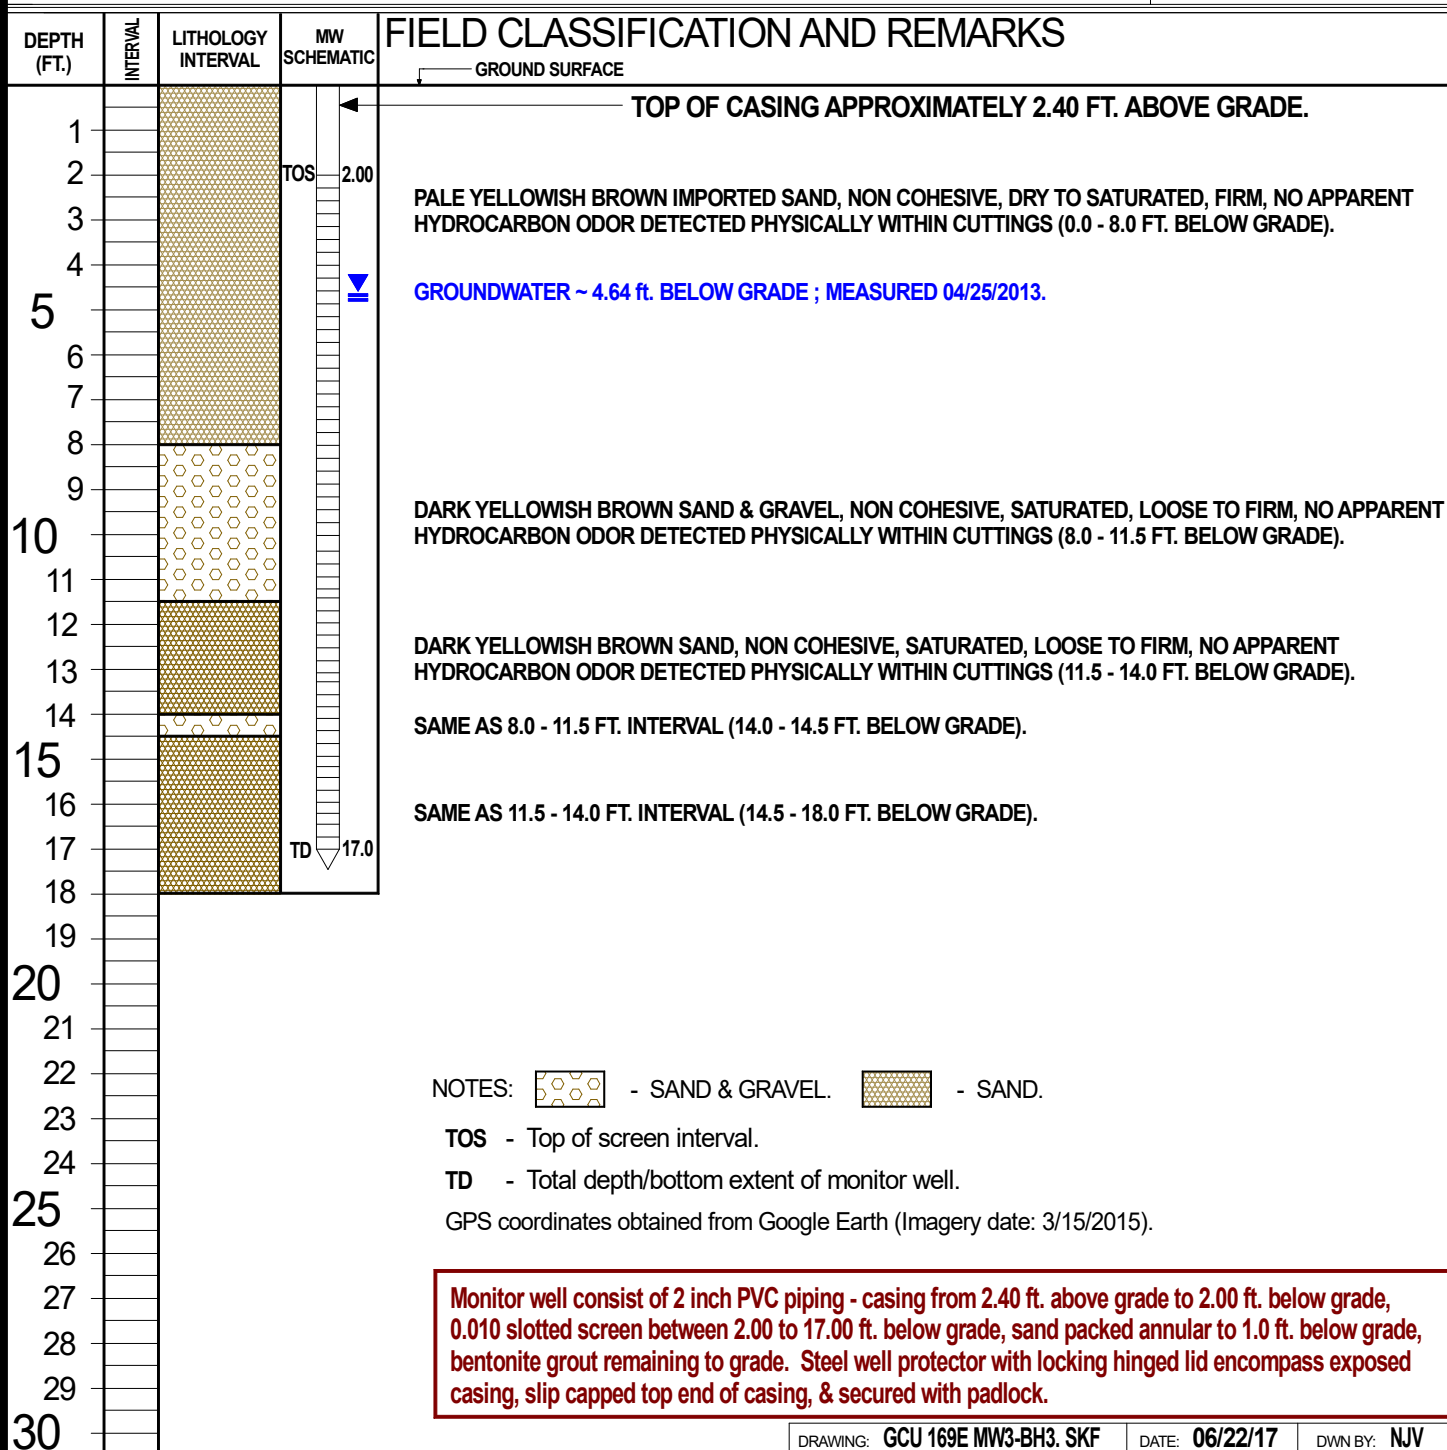 DEPTH
(FT.)
INTERVAL
LITHOLOGY
INTERVAL
MW
SCHEMATIC
FIELD CLASSIFICATION AND REMARKS
GROUND SURFACE
TOP OF CASING APPROXIMATELY 2.40 FT. ABOVE GRADE.
1
2
TOS
2.00
PALE YELLOWISH BROWN IMPORTED SAND, NON COHESIVE, DRY TO SATURATED, FIRM, NO APPARENT
HYDROCARBON ODOR DETECTED PHYSICALLY WITHIN CUTTINGS (0.0 - 8.0 FT. BELOW GRADE).
3
4
GROUNDWATER ~ 4.64 ft. BELOW GRADE ; MEASURED 04/25/2013.
5
6
7
8
9
DARK YELLOWISH BROWN SAND & GRAVEL, NON COHESIVE, SATURATED, LOOSE TO FIRM, NO APPARENT
HYDROCARBON ODOR DETECTED PHYSICALLY WITHIN CUTTINGS (8.0 - 11.5 FT. BELOW GRADE).
10
11
12
DARK YELLOWISH BROWN SAND, NON COHESIVE, SATURATED, LOOSE TO FIRM, NO APPARENT
HYDROCARBON ODOR DETECTED PHYSICALLY WITHIN CUTTINGS (11.5 - 14.0 FT. BELOW GRADE).
13
14
SAME AS 8.0 - 11.5 FT. INTERVAL (14.0 - 14.5 FT. BELOW GRADE).
15
16
SAME AS 11.5 - 14.0 FT. INTERVAL (14.5 - 18.0 FT. BELOW GRADE).
17
TD
17.0
18
19
20
21
22
NOTES:
- SAND & GRAVEL.
- SAND.
23
TOS - Top of screen interval.
24
TD - Total depth/bottom extent of monitor well.
25
GPS coordinates obtained from Google Earth (Imagery date: 3/15/2015).
26
27
Monitor well consist of 2 inch PVC piping - casing from 2.40 ft. above grade to 2.00 ft. below grade,
0.010 slotted screen between 2.00 to 17.00 ft. below grade, sand packed annular to 1.0 ft. below grade,
28
bentonite grout remaining to grade. Steel well protector with locking hinged lid encompass exposed
29
casing, slip capped top end of casing, & secured with padlock.
30
DRAWING: GCU 169E MW3-BH3. SKF
DATE: 06/22/17
DWN BY: NJV